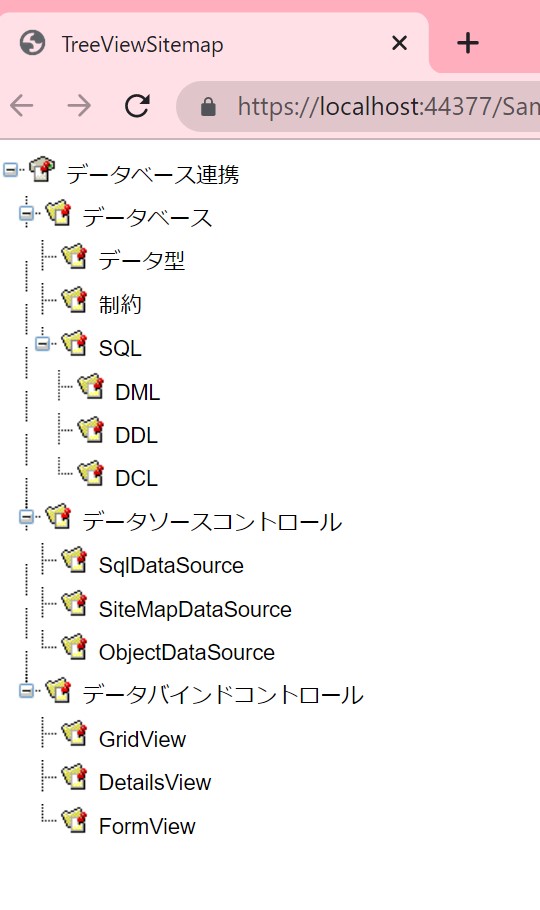 TreeViewSitemap
https://localhost:44377/Sam
データベース連携
データベース
データ型
制約
SQL
DML
DDL
DCL
データソースコントロール
SqlDataSource
SiteMapDataSource
ObjectDataSource
データバインドコントロール
GridView
DetailsView
FormView